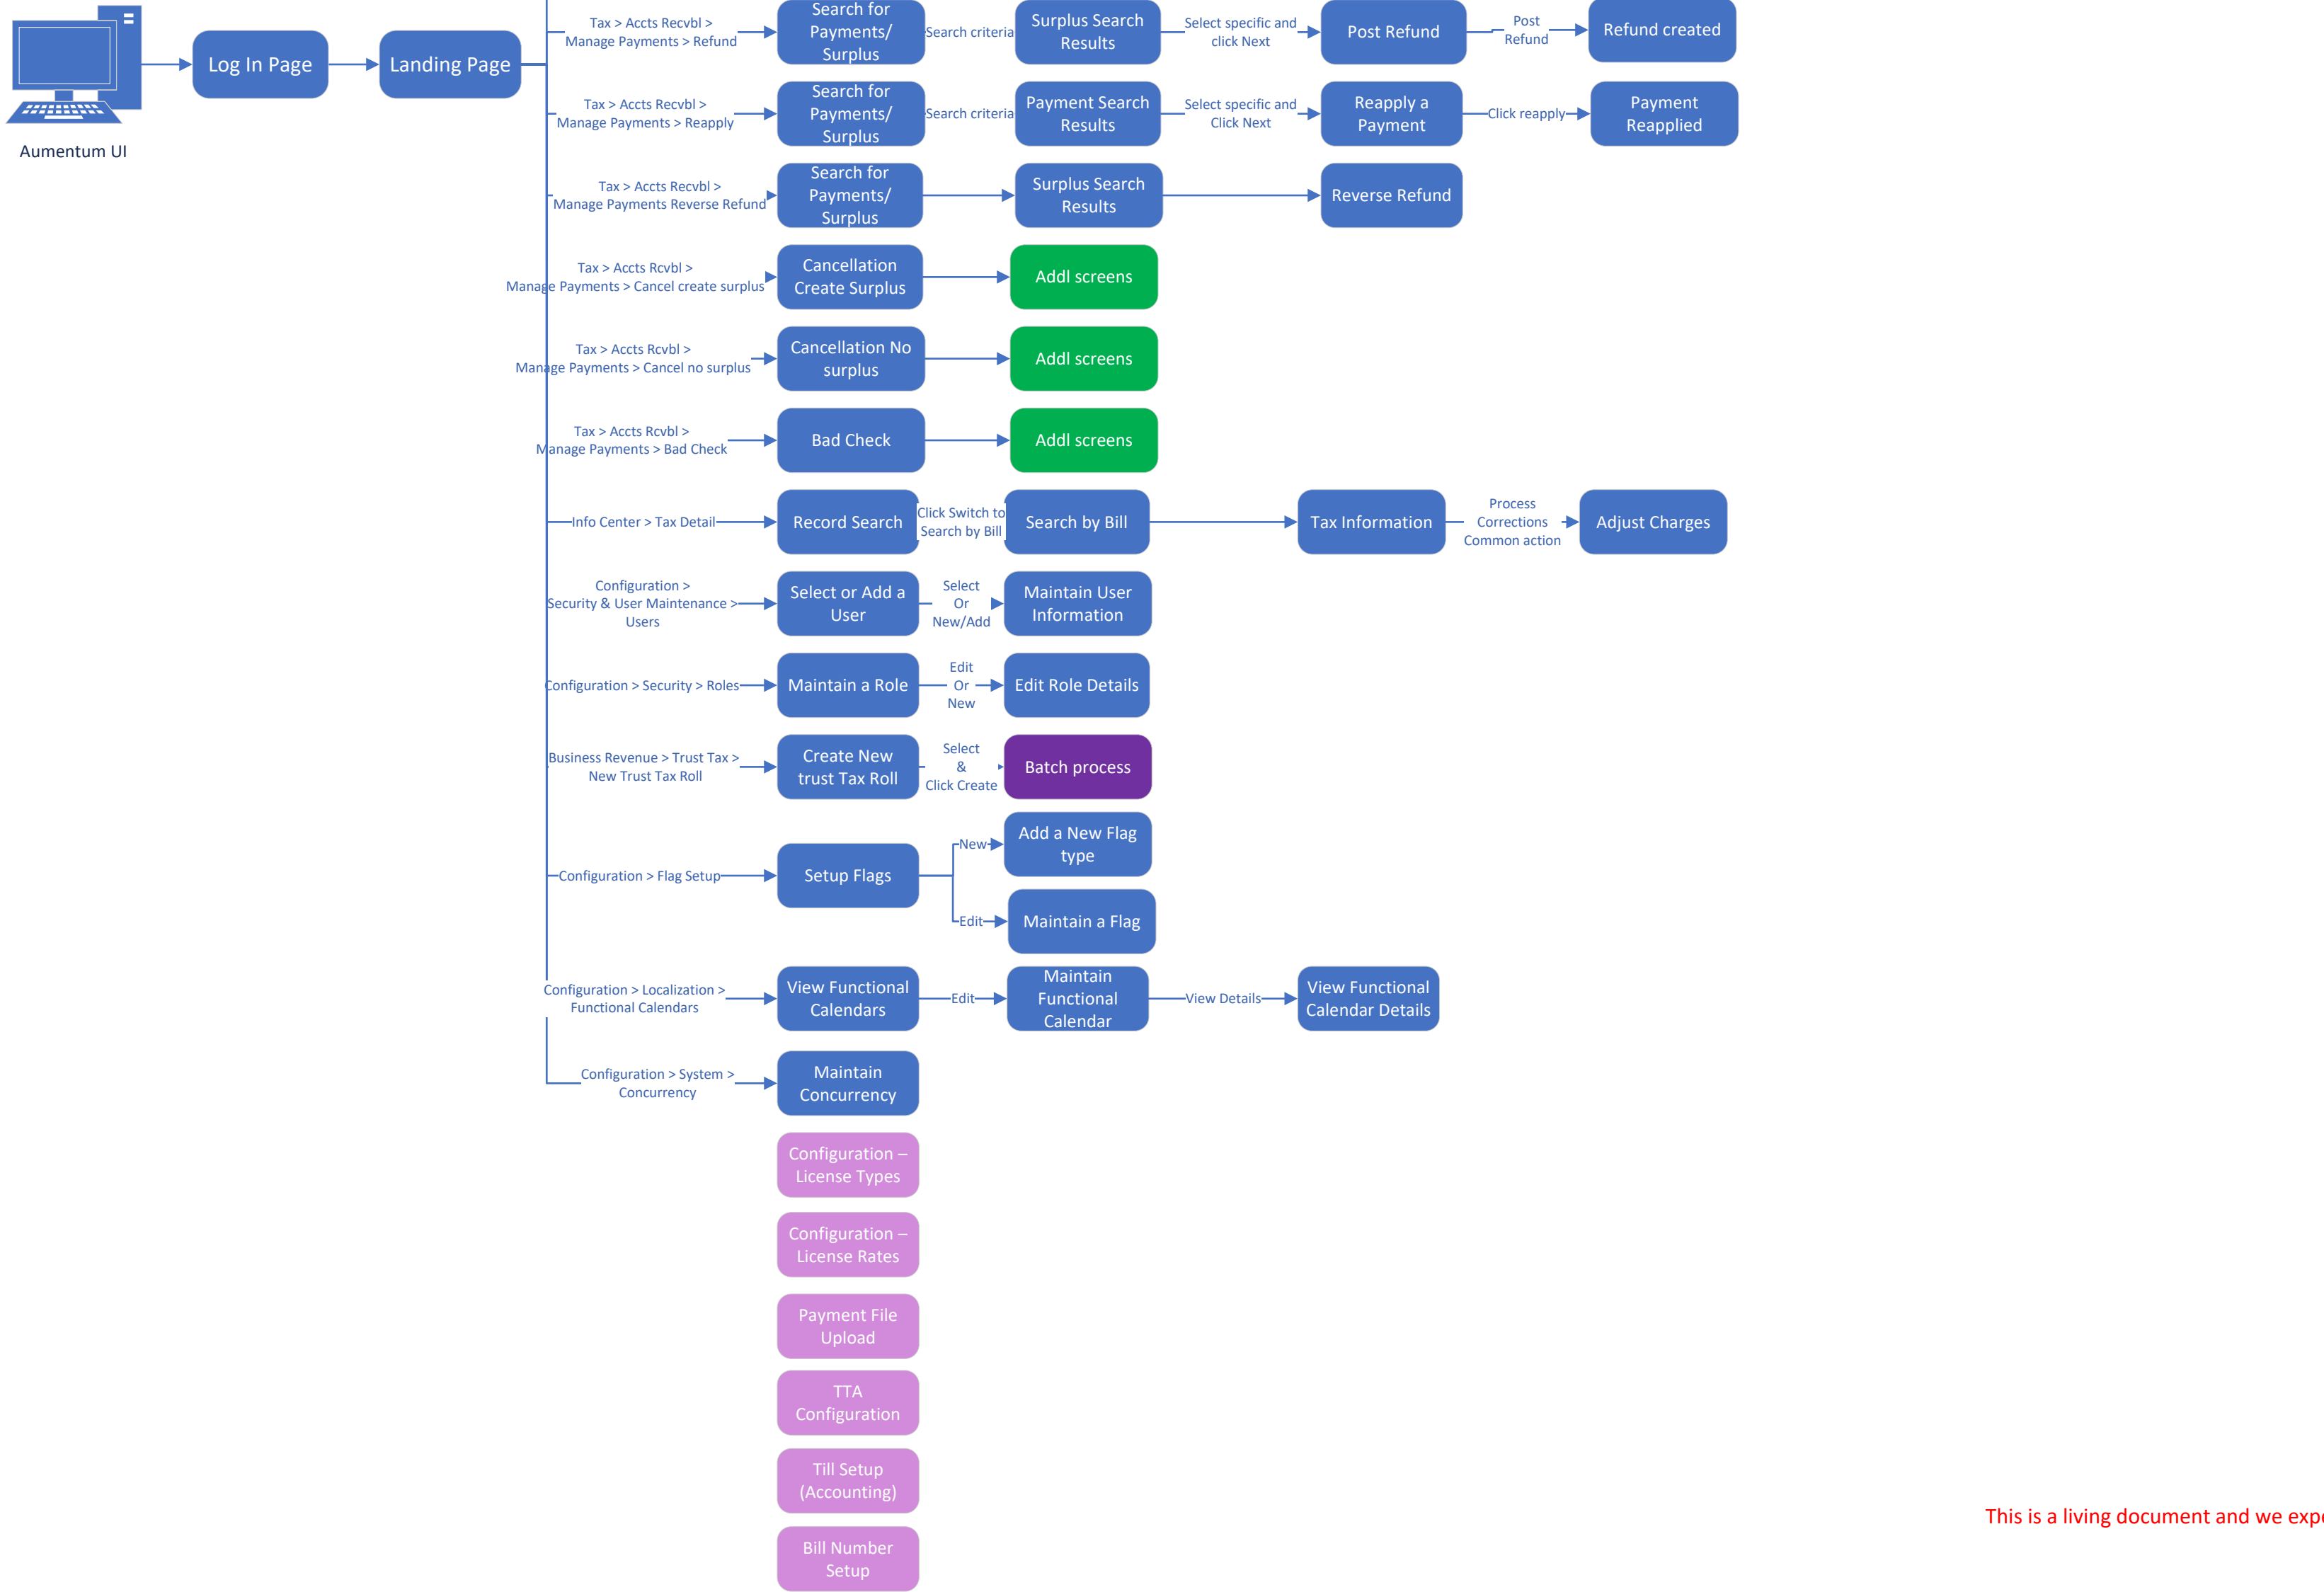 Aumentum UI
Log In Page
Landing Page
Tax > Accts Recvbl >
Manage Payments > Refund
Search for
Payments/
Surplus
Search criteria
Surplus Search
Results
Select specific and
click Next
Post Refund
Post
Refund
Refund created
Tax > Accts Recvbl >
Manage Payments > Reapply
Search for
Payments/
Surplus
Search criteria
Payment Search
Results
Select specific and
Click Next
Reapply a
Payment
Click reapply
Payment
Reapplied
Tax > Accts Recvbl >
Manage Payments Reverse Refund
Search for
Payments/
Surplus
Surplus Search
Results
Reverse Refund
Tax > Accts Rcvbl >
Manage Payments > Cancel create surplus
Cancellation
Create Surplus
Addl screens
Tax > Accts Rcvbl >
Manage Payments > Cancel no surplus
Cancellation No
surplus
Addl screens
Tax > Accts Rcvbl >
Manage Payments > Bad Check
Bad Check
Addl screens
Info Center > Tax Detail
Record Search
Click Switch to
Search by Bill
Search by Bill
Tax Information
Process
Corrections
Common action
Adjust Charges
Configuration >
Security & User Maintenance >
Users
Select or Add a
User
Select
Or
New/Add
Maintain User
Information
Configuration > Security > Roles
Maintain a Role
Edit
Or
New
Edit Role Details
Business Revenue > Trust Tax >
New Trust Tax Roll
Create New
trust Tax Roll
Select
&
Click Create
Batch process
Configuration > Flag Setup
Setup Flags
New
Add a New Flag
type
Edit
Maintain a Flag
Configuration > Localization >
Functional Calendars
View Functional
Calendars
Edit
Maintain
Functional
Calendar
View Details
View Functional
Calendar Details
Configuration > System >
Concurrency
Maintain
Concurrency
Configuration –
License Types
Configuration –
License Rates
Payment File
Upload
TTA
Configuration
Till Setup
(Accounting)
Bill Number
Setup
This is a living document and we